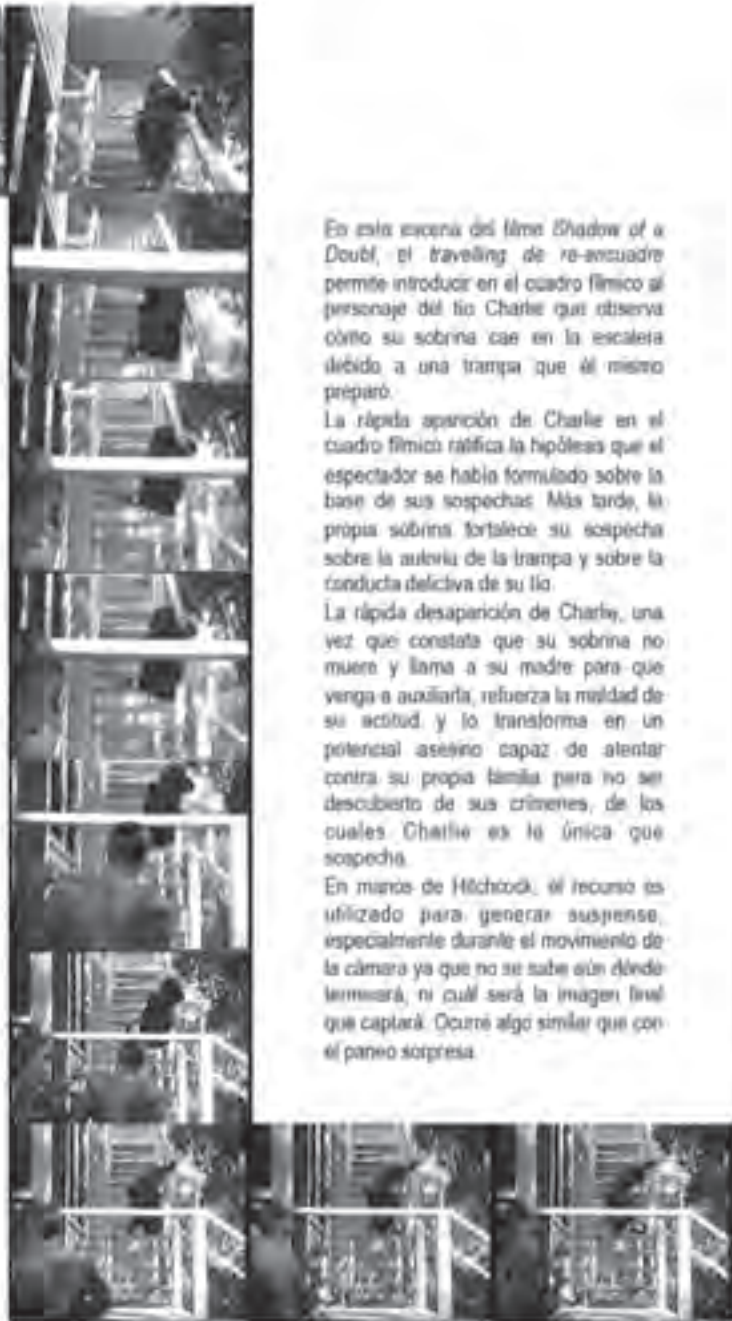 En esta escena del filme Shadow of a
Doubt, el travelling de re-encuadre
permite introducir en el cuadro fílmico al
personaje del tío Charlie que observa
cómo su sobrina cae en la escalera
debido a una trampa que él mismo
preparó.
La rápida aparición de Charlie en el
cuadro fílmico ratifica la hipótesis que el
espectador se había formulado sobre la
base de sus sospechas. Más tarde, la
propia sobrina fortalece su sospecha
sobre la autoría de la trampa y sobre la
conducta delictiva de su tío.
La rápida desaparición de Charlie, una
vez que constata que su sobrina no
muere y llama a su madre para que
venga a auxiliarla, refuerza la maldad de
su actitud y lo transforma en un
potencial asesino capaz de atentar
contra su propia familia para no ser
descubierto de sus crímenes, de los
cuales Charlie es la única que
sospecha.
En manos de Hitchcock, el recurso es
utilizado para generar suspense,
especialmente durante el movimiento de
la cámara ya que no se sabe aún dónde
terminará, ni cuál será la imagen final
que captará. Ocurre algo similar que con
el paneo sorpresa.